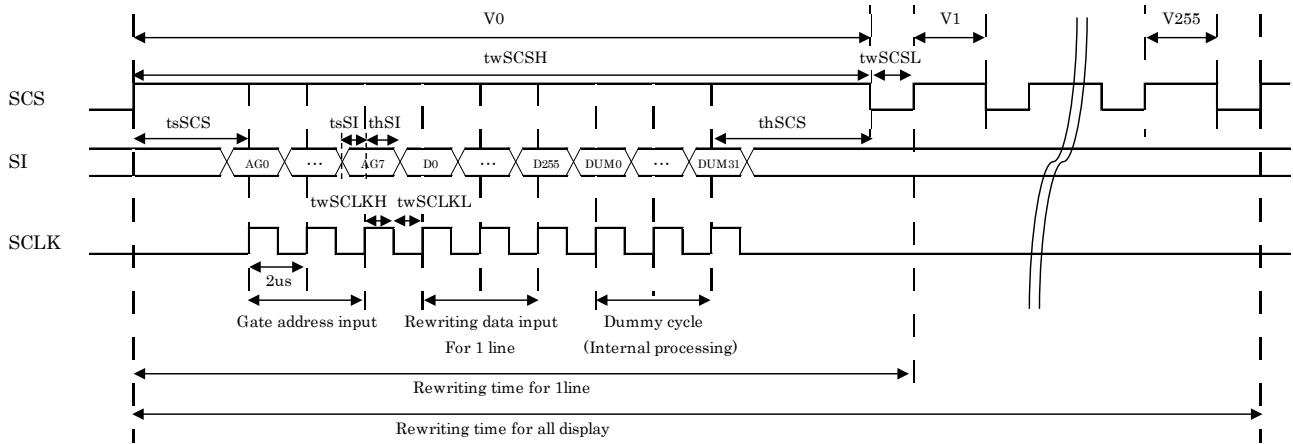 V0 V1 V255
twSCSH twSCSL
SCS
tsSCS tsSI thSI thSCS
SI AG0 ... AG7 D0 ... D255 DUM0 ... DUM31
twSCLKH twSCLKL
SCLK
2us
Gate address input Rewriting data input Dummy cycle
For 1 line (Internal processing)
Rewriting time for 1line
Rewriting time for all display